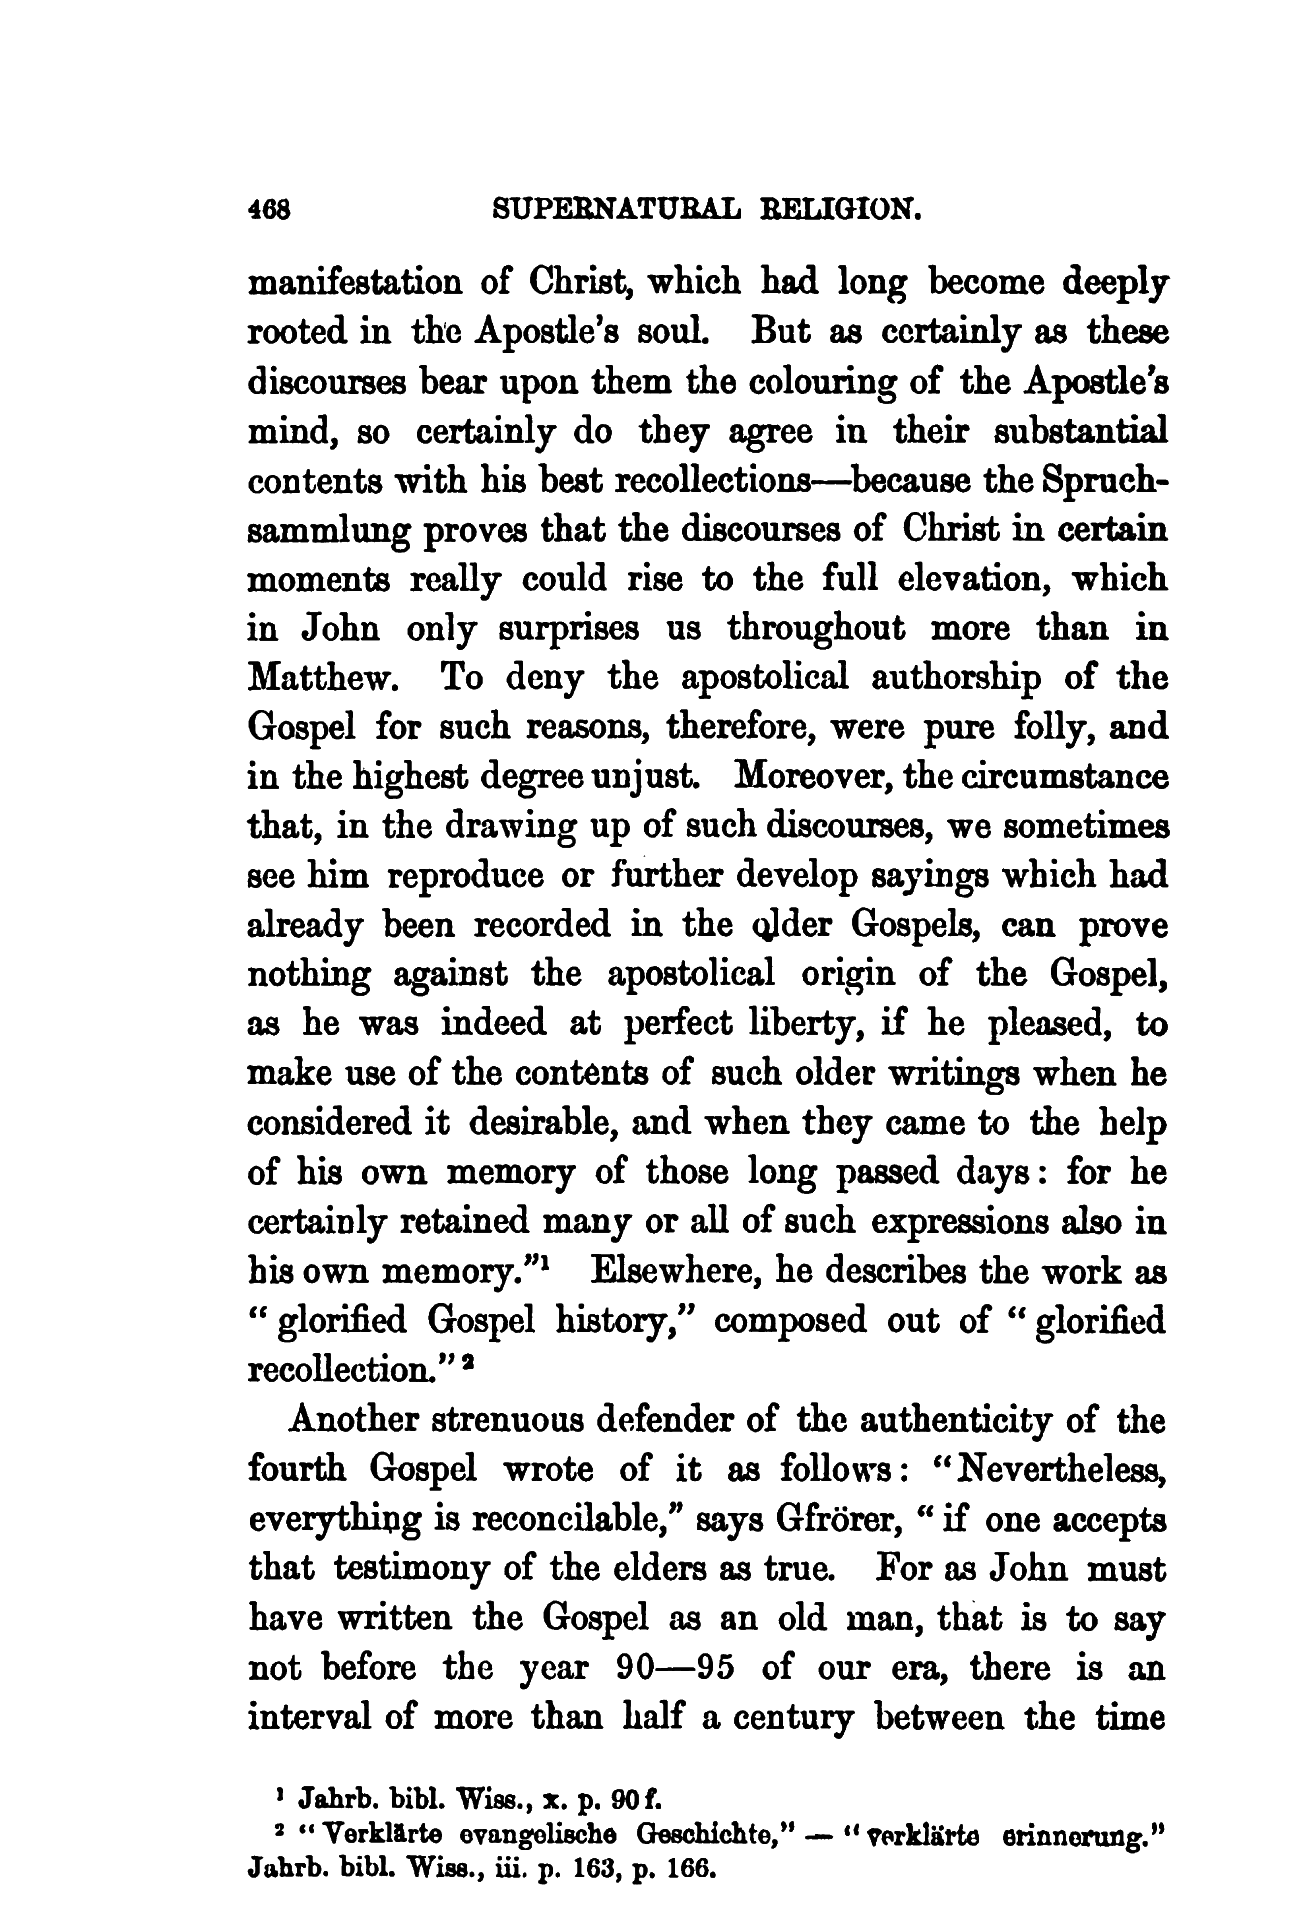 468 SUPERNATURAL RELIGION.
manifestation of Christ, which had long become deeply
rooted in the Apostle's soul. But as certainly as these
discourses bear upon them the colouring of the Apostle's
mind, so certainly do they agree in their substantial
contents with his best recollections—because the Spruch-
sammlung proves that the discourses of Christ in certain
moments really could rise to the full elevation, which
in John only surprises us throughout more than in
Matthew. To deny the apostolical authorship of the
Gospel for such reasons, therefore, were pure folly, and
in the highest degree unjust. Moreover, the circumstance
that, in the drawing up of such discourses, we sometimes
see him reproduce or further develop sayings which had
already been recorded in the older Gospels, can prove
nothing against the apostolical origin of the Gospel,
as he was indeed at perfect liberty, if he pleased, to
make use of the contents of such older writings when he
considered it desirable, and when they came to the help
of his own memory of those long passed days: for he
certainly retained many or all of such expressions also in
his own memory."¹ Elsewhere, he describes the work as
"glorified Gospel history," composed out of "glorified
recollection."²
Another strenuous defender of the authenticity of the
fourth Gospel wrote of it as follows: "Nevertheless,
everything is reconcilable," says Gfrörer, "if one accepts
that testimony of the elders as true. For as John must
have written the Gospel as an old man, that is to say
not before the year 90—95 of our era, there is an
interval of more than half a century between the time
¹ Jahrb. bibl. Wiss., x. p. 90 f.
² "Verklärte evangelische Geschichte," — "verklärte erinnerung."
Jahrb. bibl. Wiss., iii. p. 163, p. 166.